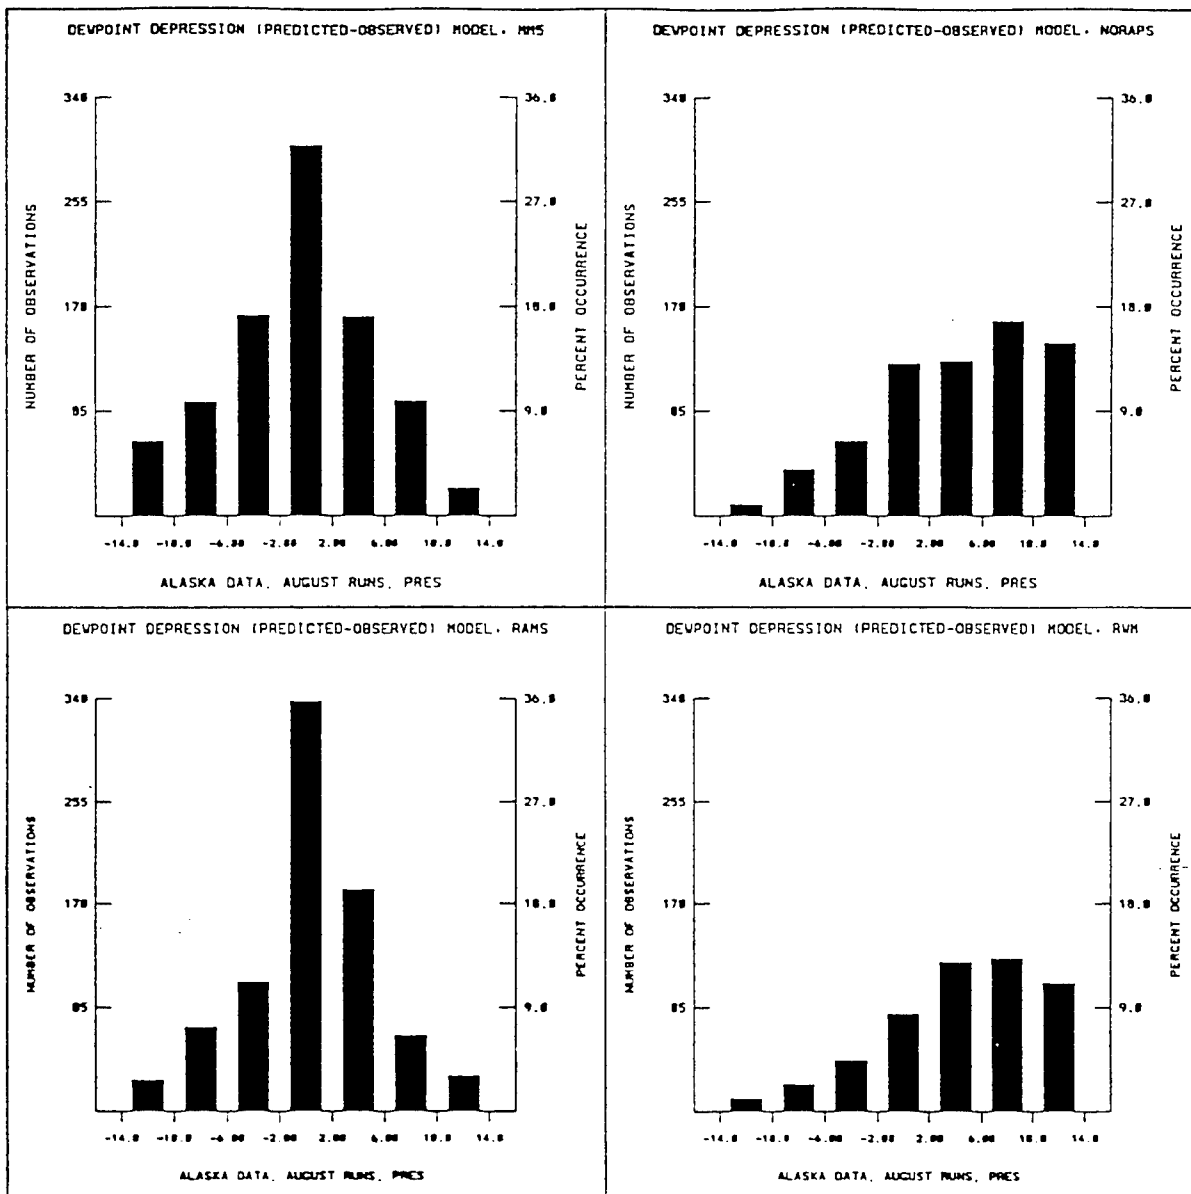 DEWPOINT DEPRESSION (PREDICTED-OBSERVED) MODEL. MM5
340
255
170
85
36.0
27.0
18.0
9.0
NUMBER OF OBSERVATIONS
PERCENT OCCURRENCE
-14.0 -10.0 -6.00 -2.00 2.00 6.00 10.0 14.0
ALASKA DATA. AUGUST RUNS. PRES
DEWPOINT DEPRESSION (PREDICTED-OBSERVED) MODEL. NORAPS
340
255
170
85
36.0
27.0
18.0
9.0
NUMBER OF OBSERVATIONS
PERCENT OCCURRENCE
-14.0 -10.0 -6.00 -2.00 2.00 6.00 10.0 14.0
ALASKA DATA. AUGUST RUNS. PRES
DEWPOINT DEPRESSION (PREDICTED-OBSERVED) MODEL. RAMS
340
255
170
85
36.0
27.0
18.0
9.0
NUMBER OF OBSERVATIONS
PERCENT OCCURRENCE
-14.0 -10.0 -6.00 -2.00 2.00 6.00 10.0 14.0
ALASKA DATA. AUGUST RUNS. PRES
DEWPOINT DEPRESSION (PREDICTED-OBSERVED) MODEL. RWM
340
255
170
85
36.0
27.0
18.0
9.0
NUMBER OF OBSERVATIONS
PERCENT OCCURRENCE
-14.0 -10.0 -6.00 -2.00 2.00 6.00 10.0 14.0
ALASKA DATA. AUGUST RUNS. PRES